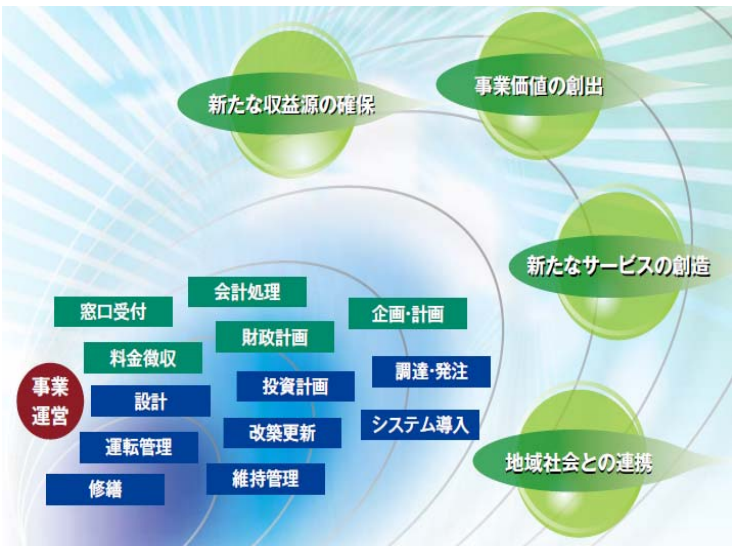 事業価値の創出
新たな収益源の確保
新たなサービスの創造
会計処理
窓口受付
企画・計画
財政計画
料金徴収
調達・発注
事業
運営
投資計画
設計
システム導入
改築更新
運転管理
維持管理
修繕
地域社会との連携